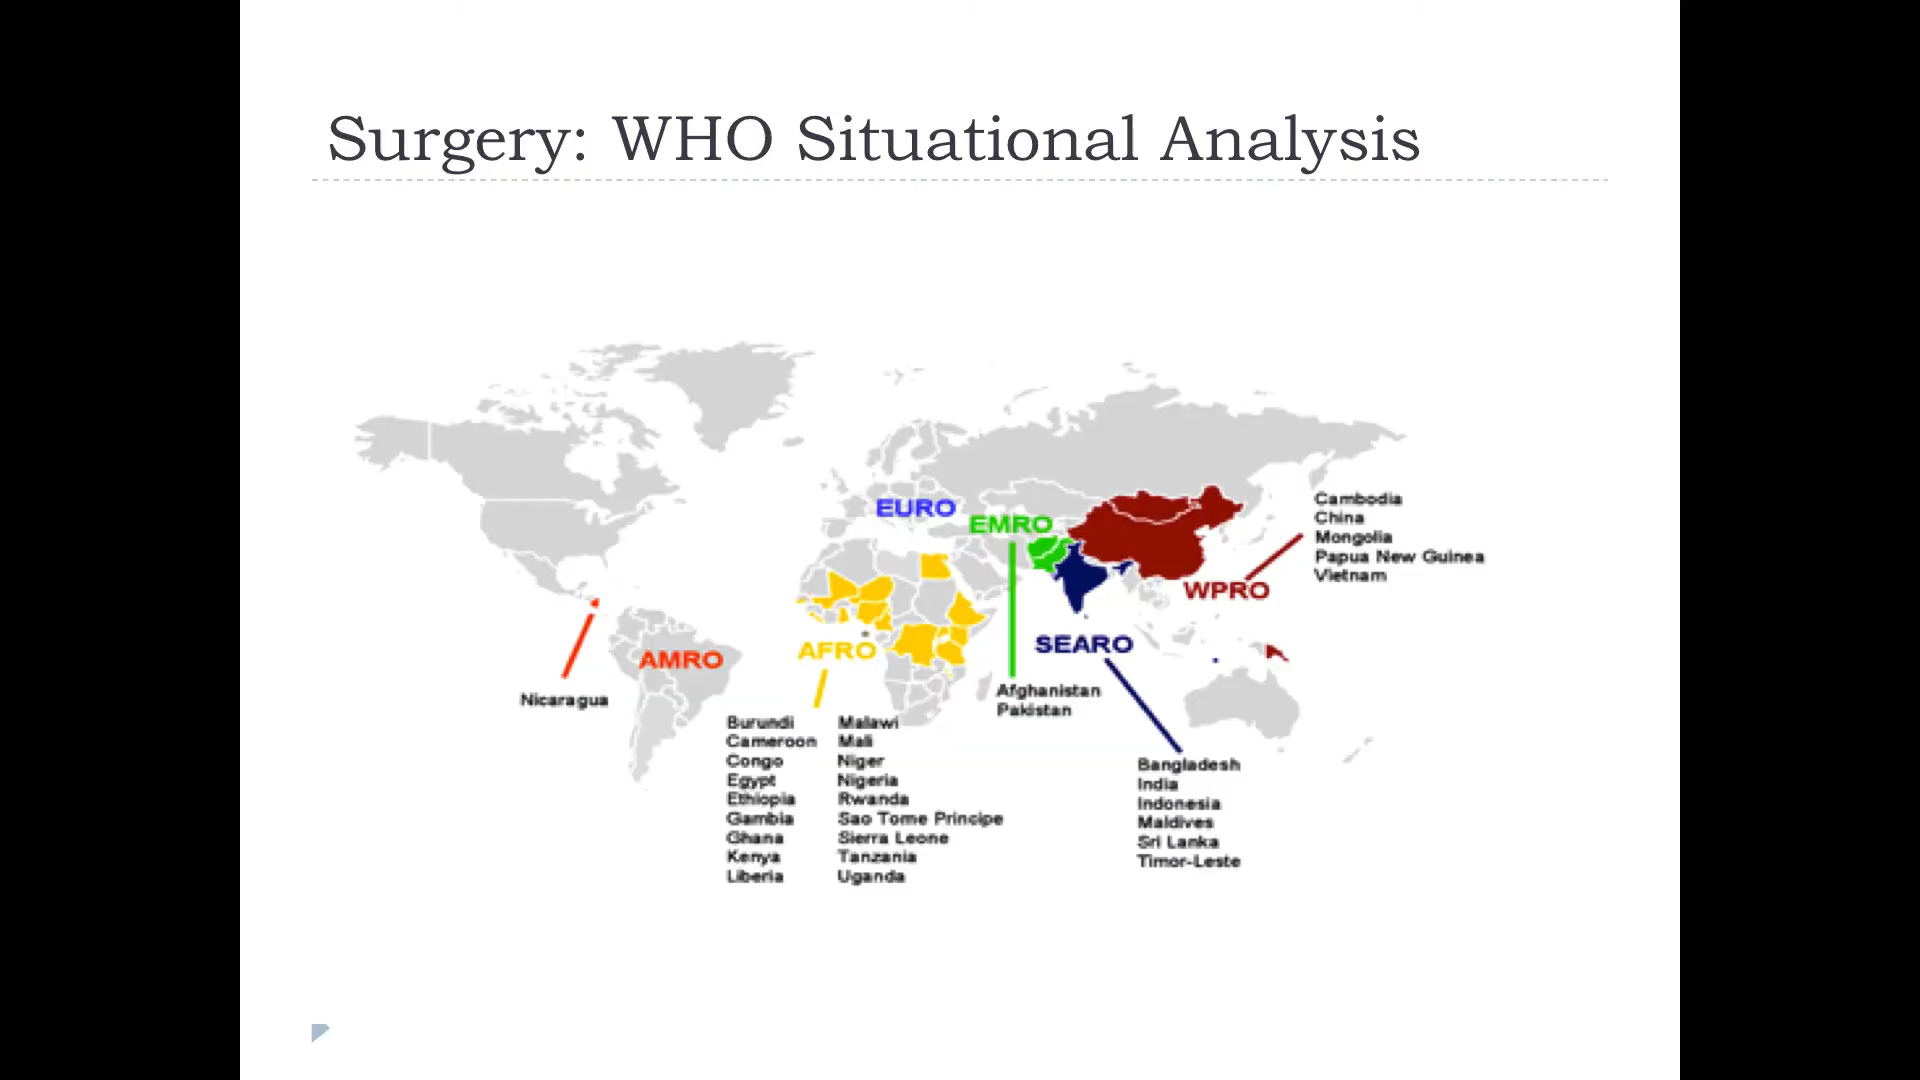 Surgery: WHO Situational Analysis
EURO
EMRO
Cambodia
China
Mongolia
Papua New Guinea
Vietnam
WPRO
SEARO
AFRO
AMRO
Nicaragua
Afghanistan
Pakistan
Burundi Malawi
Cameroon Mali
Congo Niger
Egypt Nigeria
Ethiopia Rwanda
Gambia Sao Tome Principe
Ghana Sierra Leone
Kenya Tanzania
Liberia Uganda
Bangladesh
India
Indonesia
Maldives
Sri Lanka
Timor-Leste